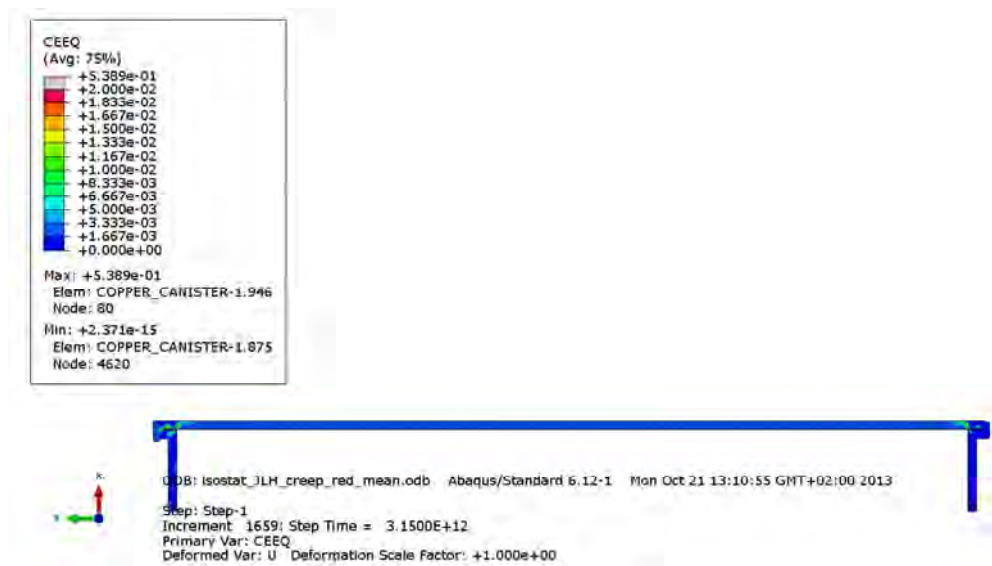 CEEQ
(Avg: 75%)
+5.389e-01
+2.000e-02
+1.833e-02
+1.667e-02
+1.500e-02
+1.333e-02
+1.167e-02
+1.000e-02
+8.333e-03
+6.667e-03
+5.000e-03
+3.333e-03
+1.667e-03
+0.000e+00
Max: +5.389e-01
Elem: COPPER_CANISTER-1.946
Node: 80
Min: +2.371e-15
Elem: COPPER_CANISTER-1.875
Node: 4620
X
Y
ODB: Isostat_JLH_creep_red_mean.odb Abaqus/Standard 6.12-1 Mon Oct 21 13:10:55 GMT+02:00 2013
Step: Step-1
Increment 1659: Step Time = 3.1500E+12
Primary Var: CEEQ
Deformed Var: U Deformation Scale Factor: +1.000e+00